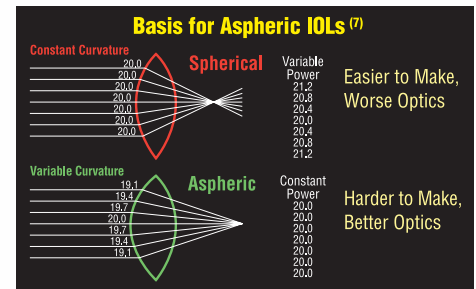 Basis for Aspheric IOLs (7)
Constant Curvature
20.0
20.0
20.0
20.0
20.0
20.0
20.0
Spherical
Variable
Power
21.2
20.8
20.4
20.0
20.4
20.8
21.2
Easier to Make,
Worse Optics
Variable Curvature
19.1
19.4
19.7
20.0
19.7
19.4
19.1
Aspheric
Constant
Power
20.0
20.0
20.0
20.0
20.0
20.0
20.0
Harder to Make,
Better Optics